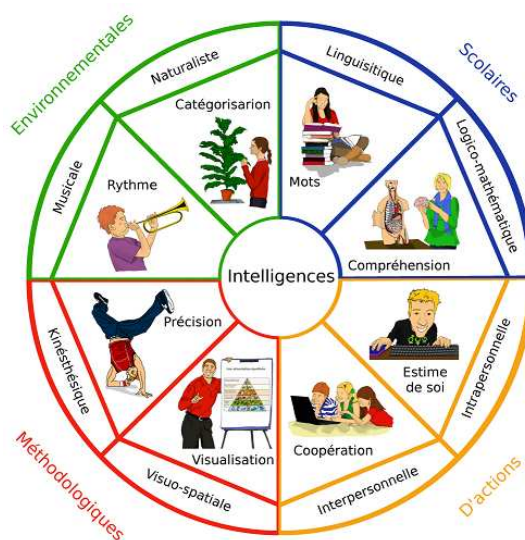 Environnementales
Scolaires
Naturaliste
Linguisitique
Catégorisarion
Mots
Musicale
Rythme
Logico-mathématique
Compréhension
Intelligences
Kinésthésique
Précision
Estime
de soi
Intrapersonnelle
Visualisation
Coopération
Visuo-spatiale
Interpersonnelle
Méthodologiques
D'actions